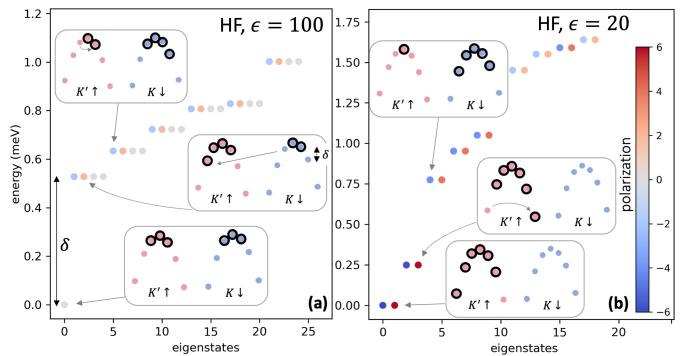 HF, ϵ = 100
energy (meV)
1.2
1.0
0.8
0.6
0.4
0.2
0.0
K′ ↑
K ↓
K′ ↑
K ↓
δ
δ
K′ ↑
K ↓
(a)
0
5
10
15
20
25
eigenstates
HF, ϵ = 20
1.75
1.50
1.25
1.00
0.75
0.50
0.25
0.00
K′ ↑
K ↓
K′ ↑
K ↓
K′ ↑
K ↓
(b)
0
5
10
15
20
eigenstates
6
4
2
0
−2
−4
−6
polarization